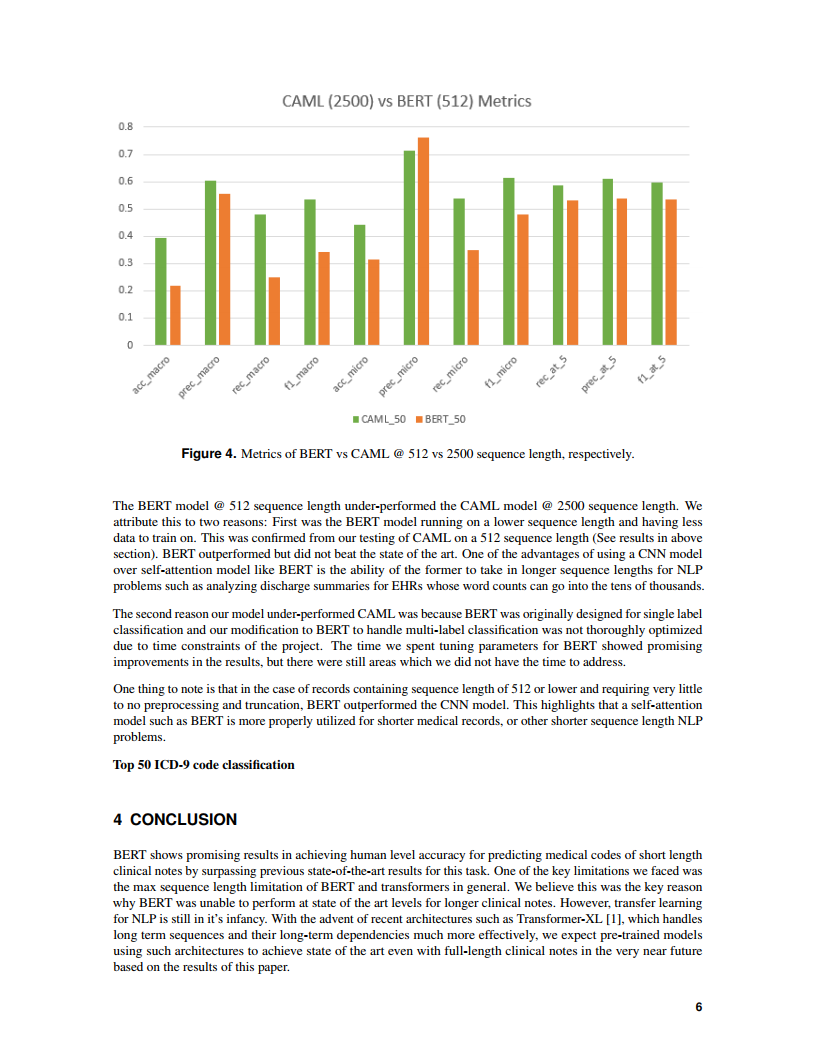 CAML (2500) vs BERT (512) Metrics
0.8
0.7
0.6
0.5
0.4
0.3
0.2
0.1
0
acc_macro
prec_macro
rec_macro
f1_macro
acc_micro
prec_micro
rec_micro
f1_micro
rec_at_5
prec_at_5
f1_at_5
CAML_50 BERT_50
Figure 4. Metrics of BERT vs CAML @ 512 vs 2500 sequence length, respectively.
The BERT model @ 512 sequence length under-performed the CAML model @ 2500 sequence length. We
attribute this to two reasons: First was the BERT model running on a lower sequence length and having less
data to train on. This was confirmed from our testing of CAML on a 512 sequence length (See results in above
section). BERT outperformed but did not beat the state of the art. One of the advantages of using a CNN model
over self-attention model like BERT is the ability of the former to take in longer sequence lengths for NLP
problems such as analyzing discharge summaries for EHRs whose word counts can go into the tens of thousands.
The second reason our model under-performed CAML was because BERT was originally designed for single label
classification and our modification to BERT to handle multi-label classification was not thoroughly optimized
due to time constraints of the project. The time we spent tuning parameters for BERT showed promising
improvements in the results, but there were still areas which we did not have the time to address.
One thing to note is that in the case of records containing sequence length of 512 or lower and requiring very little
to no preprocessing and truncation, BERT outperformed the CNN model. This highlights that a self-attention
model such as BERT is more properly utilized for shorter medical records, or other shorter sequence length NLP
problems.
Top 50 ICD-9 code classification
4 CONCLUSION
BERT shows promising results in achieving human level accuracy for predicting medical codes of short length
clinical notes by surpassing previous state-of-the-art results for this task. One of the key limitations we faced was
the max sequence length limitation of BERT and transformers in general. We believe this was the key reason
why BERT was unable to perform at state of the art levels for longer clinical notes. However, transfer learning
for NLP is still in it's infancy. With the advent of recent architectures such as Transformer-XL [1], which handles
long term sequences and their long-term dependencies much more effectively, we expect pre-trained models
using such architectures to achieve state of the art even with full-length clinical notes in the very near future
based on the results of this paper.
6